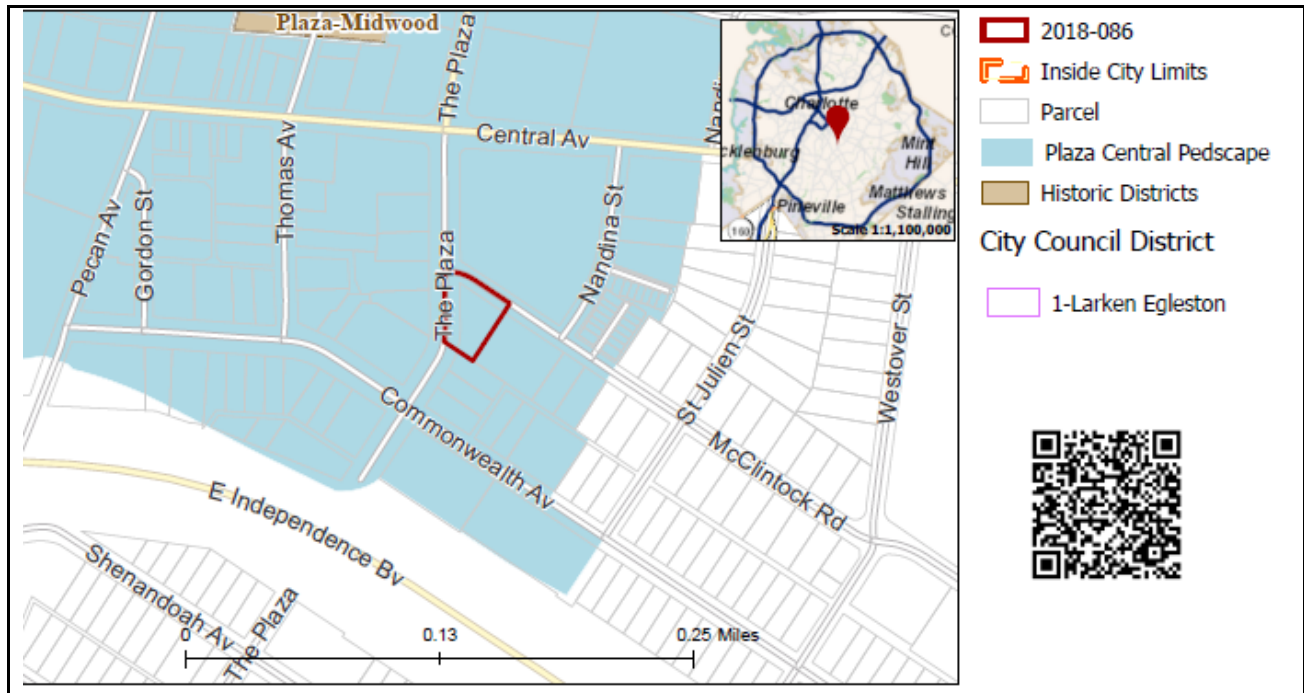 Plaza-Midwood
The Plaza
Central Av
Nandi
Pecan Av
Gordon St
Thomas Av
The Plaza
Nandina St
St Julien St
Westover St
McClintock Rd
Commonwealth Av
E Independence Bv
Shenandoah Av
The Plaza
0
0.13
0.25 Miles
Charlotte
cklenburg
Mint
Hill
Matthews
Stalling
Pineville
160
Scale 1:1,100,000
2018-086
Inside City Limits
Parcel
Plaza Central Pedscape
Historic Districts
City Council District
1-Larken Egleston